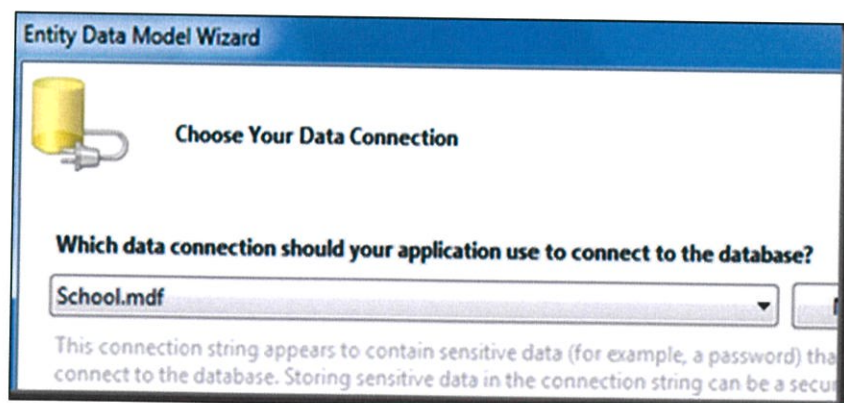 Entity Data Model Wizard
Choose Your Data Connection
Which data connection should your application use to connect to the database?
School.mdf
This connection string appears to contain sensitive data (for example, a password) tha
connect to the database. Storing sensitive data in the connection string can be a secur